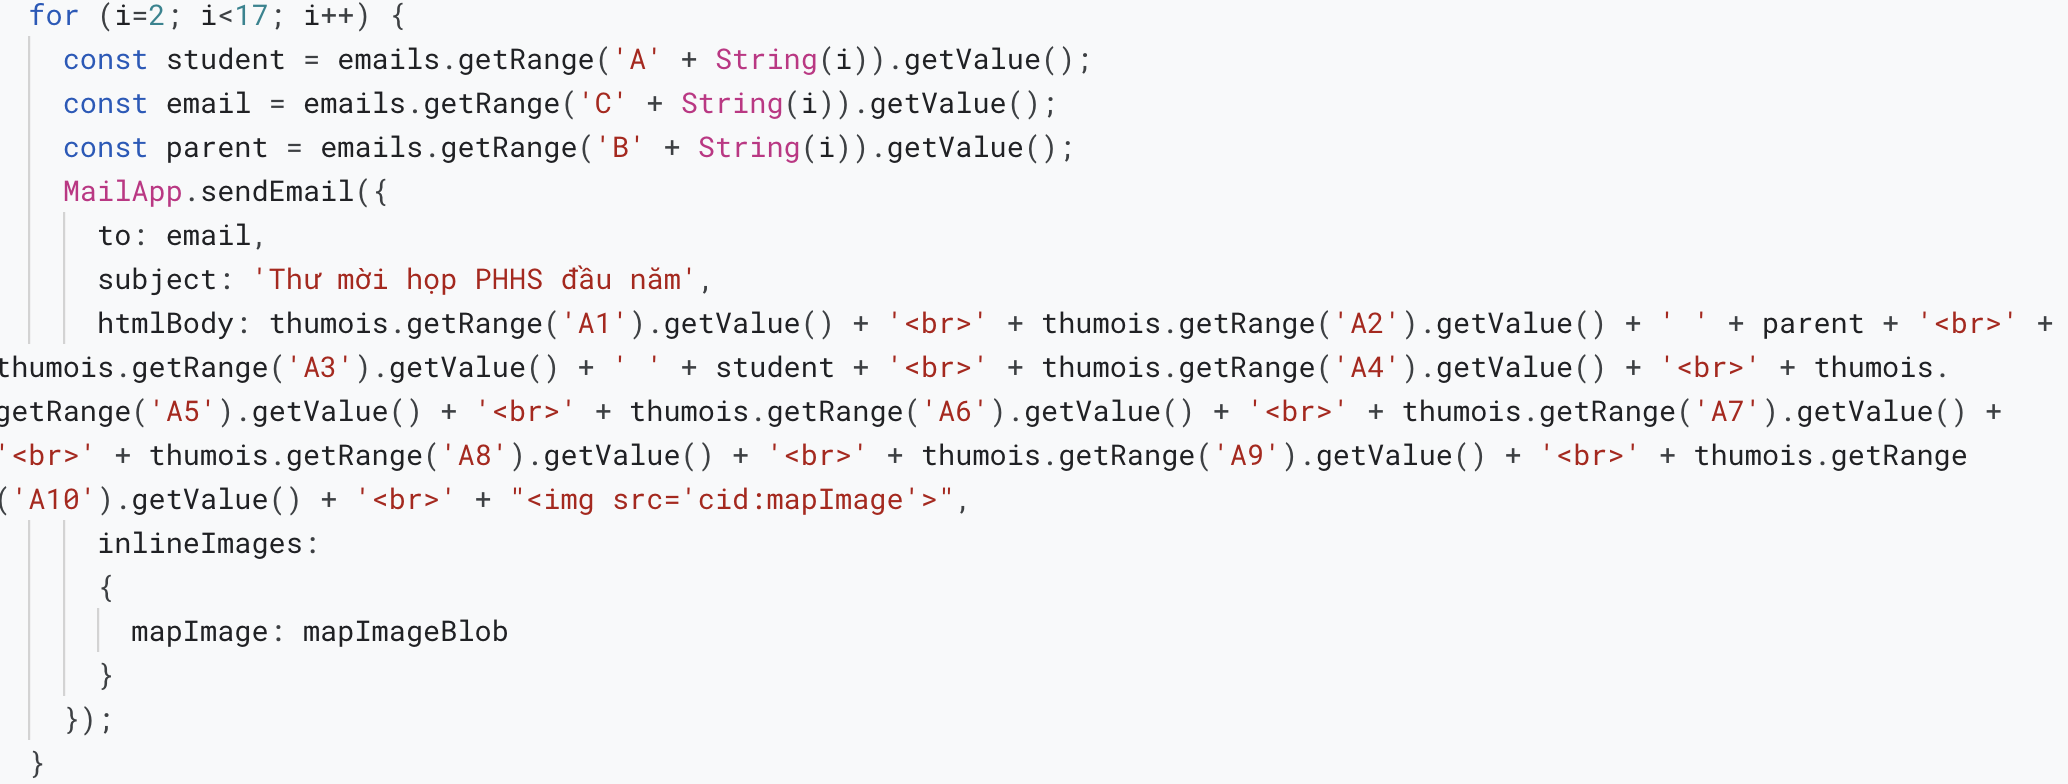 for (i=2; i<17; i++) {
const student = emails.getRange('A' + String(i)).getValue();
const email = emails.getRange('C' + String(i)).getValue();
const parent = emails.getRange('B' + String(i)).getValue();
MailApp.sendEmail({
to: email,
subject: 'Thư mời họp PHHS đầu năm',
htmlBody: thumois.getRange('A1').getValue() + '<br>' + thumois.getRange('A2').getValue() + ' ' + parent + '<br>' +
thumois.getRange('A3').getValue() + ' ' + student + '<br>' + thumois.getRange('A4').getValue() + '<br>' + thumois.
getRange('A5').getValue() + '<br>' + thumois.getRange('A6').getValue() + '<br>' + thumois.getRange('A7').getValue() +
'<br>' + thumois.getRange('A8').getValue() + '<br>' + thumois.getRange('A9').getValue() + '<br>' + thumois.getRange
('A10').getValue() + '<br>' + "<img src='cid:mapImage'>",
inlineImages:
{
mapImage: mapImageBlob
}
});
}